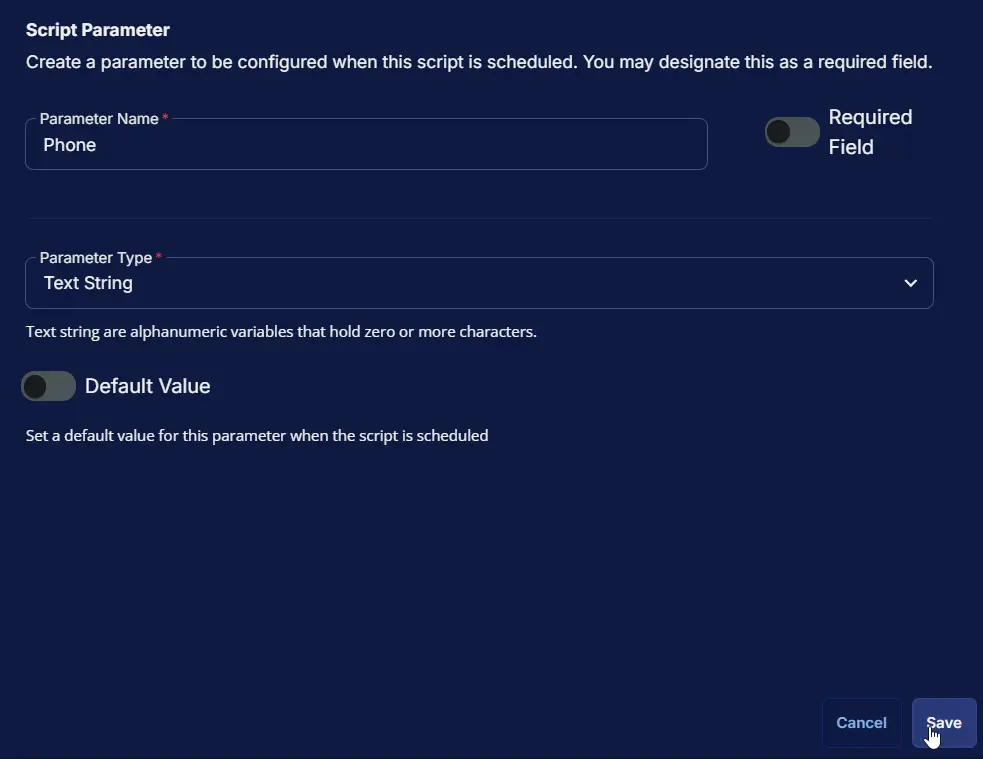 Script Parameter
Create a parameter to be configured when this script is scheduled. You may designate this as a required field.
Parameter Name *
Phone
Required
Field
Parameter Type *
Text String
Text string are alphanumeric variables that hold zero or more characters.
Default Value
Set a default value for this parameter when the script is scheduled
Cancel
Save